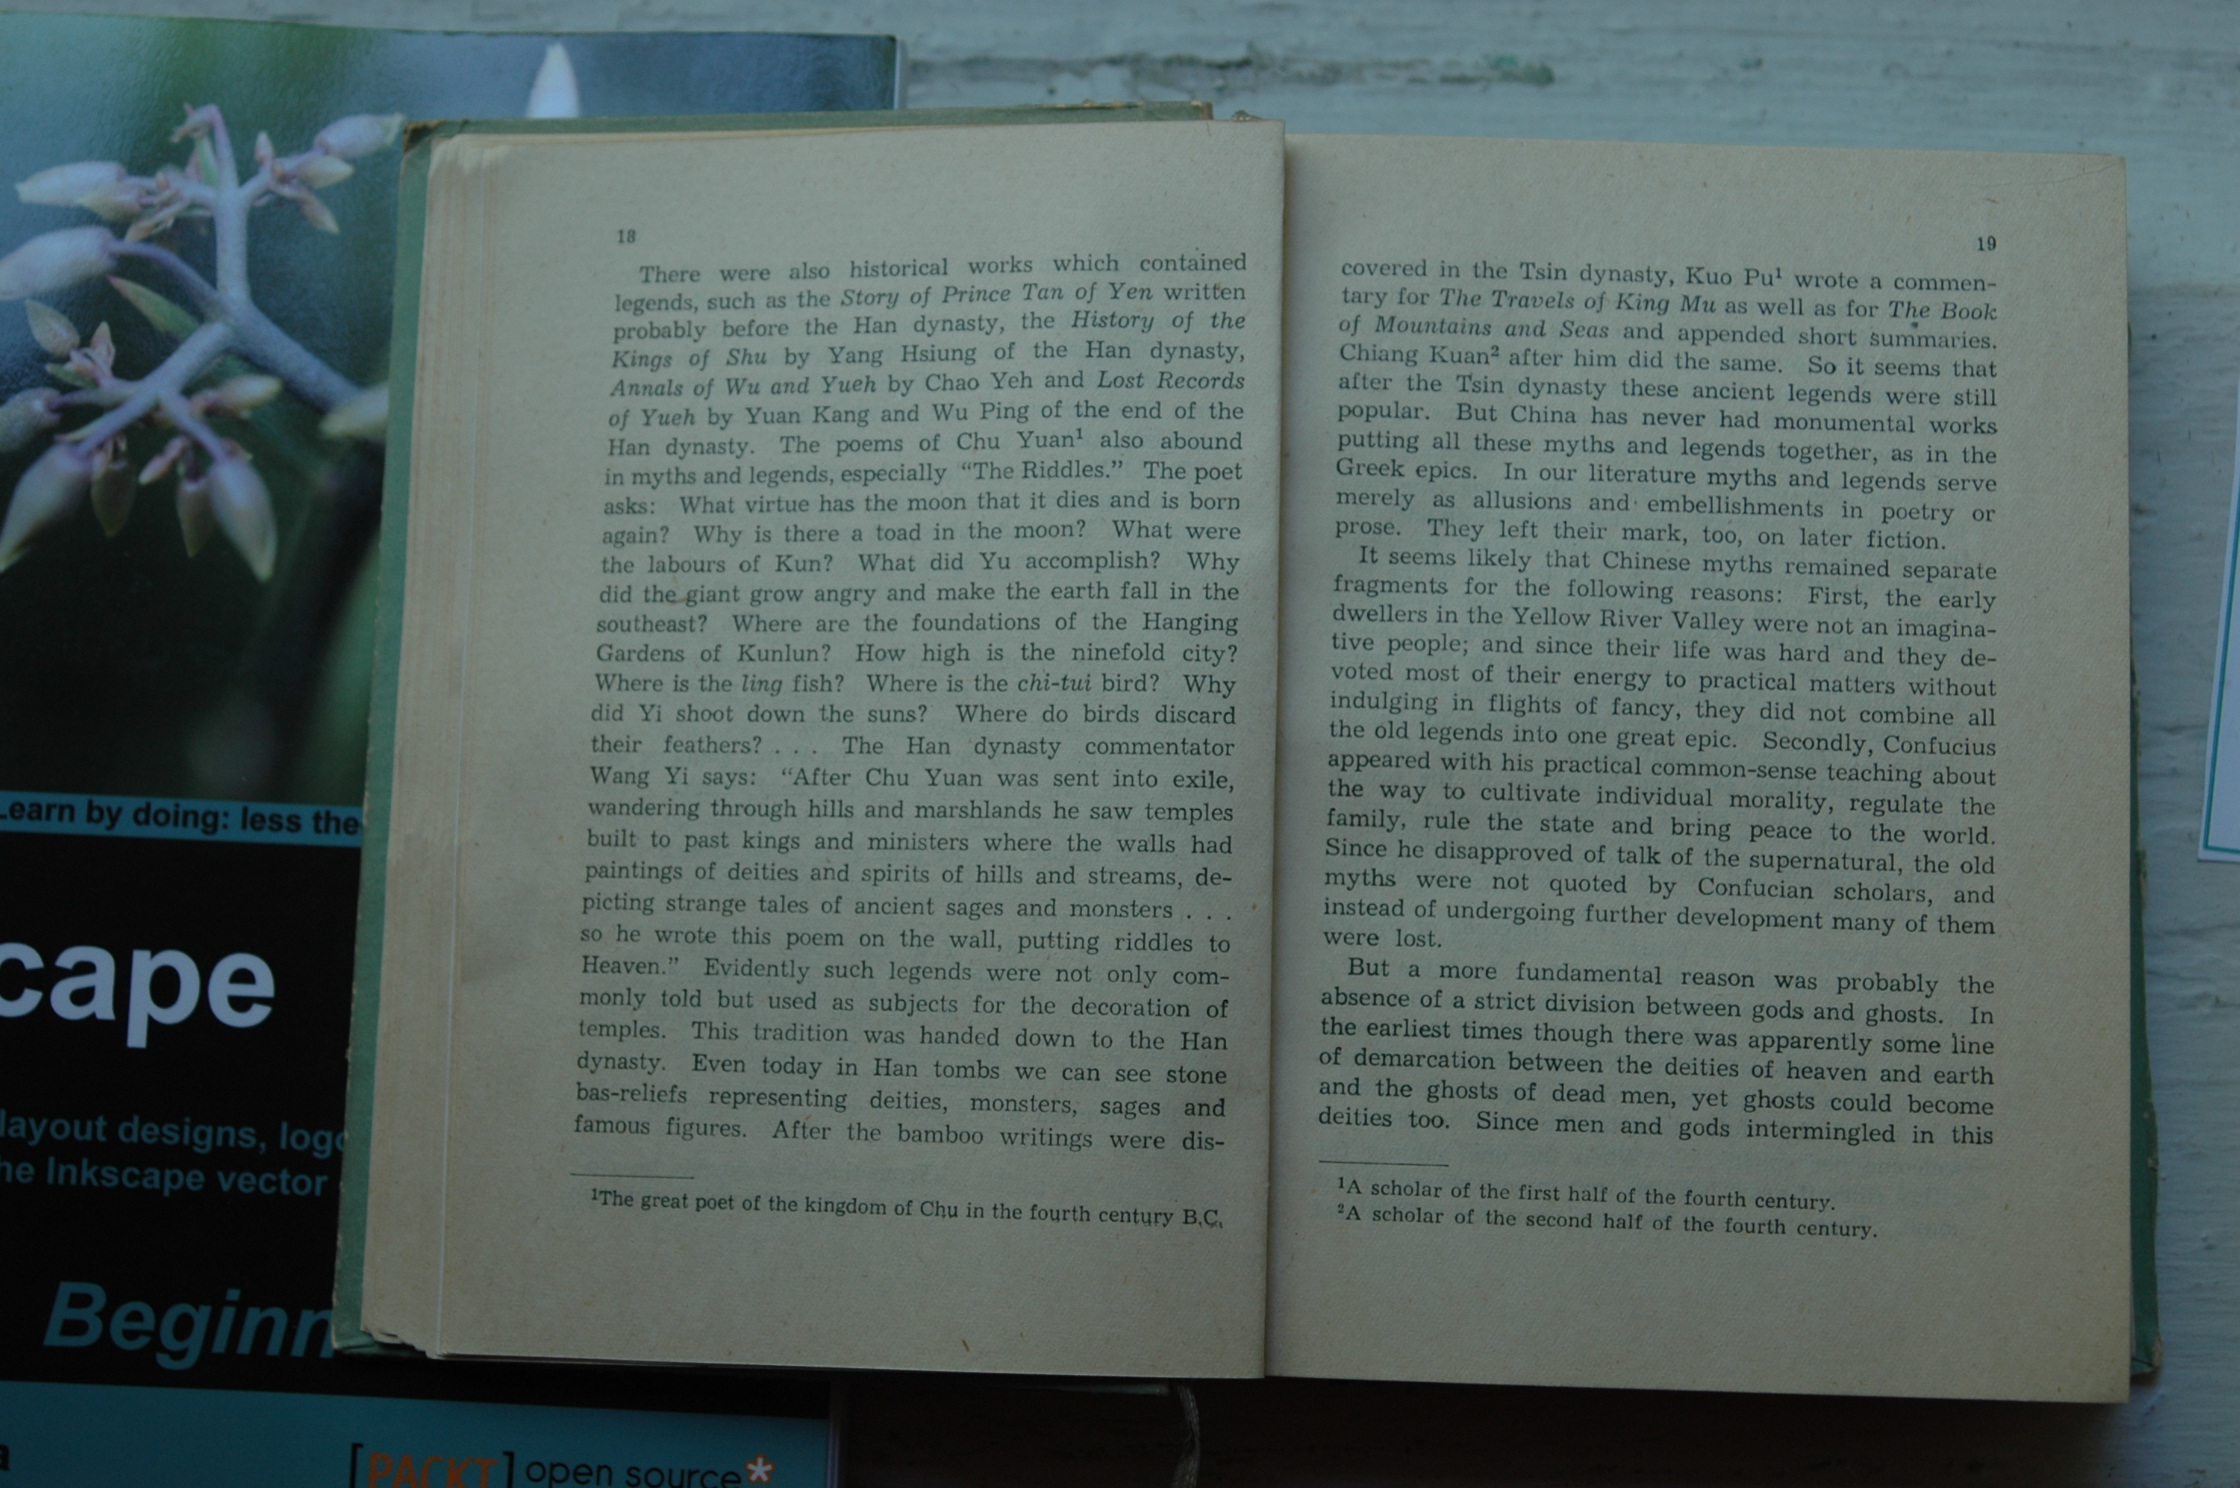 18
There were also historical works which contained
legends, such as the Story of Prince Tan of Yen written
probably before the Han dynasty, the History of the
Kings of Shu by Yang Hsiung of the Han dynasty,
Annals of Wu and Yueh by Chao Yeh and Lost Records
of Yueh by Yuan Kang and Wu Ping of the end of the
Han dynasty. The poems of Chu Yuan¹ also abound
in myths and legends, especially “The Riddles.” The poet
asks: What virtue has the moon that it dies and is born
again? Why is there a toad in the moon? What were
the labours of Kun? What did Yu accomplish? Why
did the giant grow angry and make the earth fall in the
southeast? Where are the foundations of the Hanging
Gardens of Kunlun? How high is the ninefold city?
Where is the ling fish? Where is the chi-tui bird? Why
did Yi shoot down the suns? Where do birds discard
their feathers? . . . The Han dynasty commentator
Wang Yi says: “After Chu Yuan was sent into exile,
wandering through hills and marshlands he saw temples
built to past kings and ministers where the walls had
paintings of deities and spirits of hills and streams, de-
picting strange tales of ancient sages and monsters . . .
so he wrote this poem on the wall, putting riddles to
Heaven.” Evidently such legends were not only com-
monly told but used as subjects for the decoration of
temples. This tradition was handed down to the Han
dynasty. Even today in Han tombs we can see stone
bas-reliefs representing deities, monsters, sages and
famous figures. After the bamboo writings were dis-
¹The great poet of the kingdom of Chu in the fourth century B.C.
19
covered in the Tsin dynasty, Kuo Pu¹ wrote a commen-
tary for The Travels of King Mu as well as for The Book
of Mountains and Seas and appended short summaries.
Chiang Kuan² after him did the same. So it seems that
after the Tsin dynasty these ancient legends were still
popular. But China has never had monumental works
putting all these myths and legends together, as in the
Greek epics. In our literature myths and legends serve
merely as allusions and embellishments in poetry or
prose. They left their mark, too, on later fiction.
It seems likely that Chinese myths remained separate
fragments for the following reasons: First, the early
dwellers in the Yellow River Valley were not an imagina-
tive people; and since their life was hard and they de-
voted most of their energy to practical matters without
indulging in flights of fancy, they did not combine all
the old legends into one great epic. Secondly, Confucius
appeared with his practical common-sense teaching about
the way to cultivate individual morality, regulate the
family, rule the state and bring peace to the world.
Since he disapproved of talk of the supernatural, the old
myths were not quoted by Confucian scholars, and
instead of undergoing further development many of them
were lost.
But a more fundamental reason was probably the
absence of a strict division between gods and ghosts. In
the earliest times though there was apparently some line
of demarcation between the deities of heaven and earth
and the ghosts of dead men, yet ghosts could become
deities too. Since men and gods intermingled in this
¹A scholar of the first half of the fourth century.
²A scholar of the second half of the fourth century.
Learn by doing: less the
cape
layout designs, logo
he Inkscape vector
Beginn
a
[PACKT] open source*